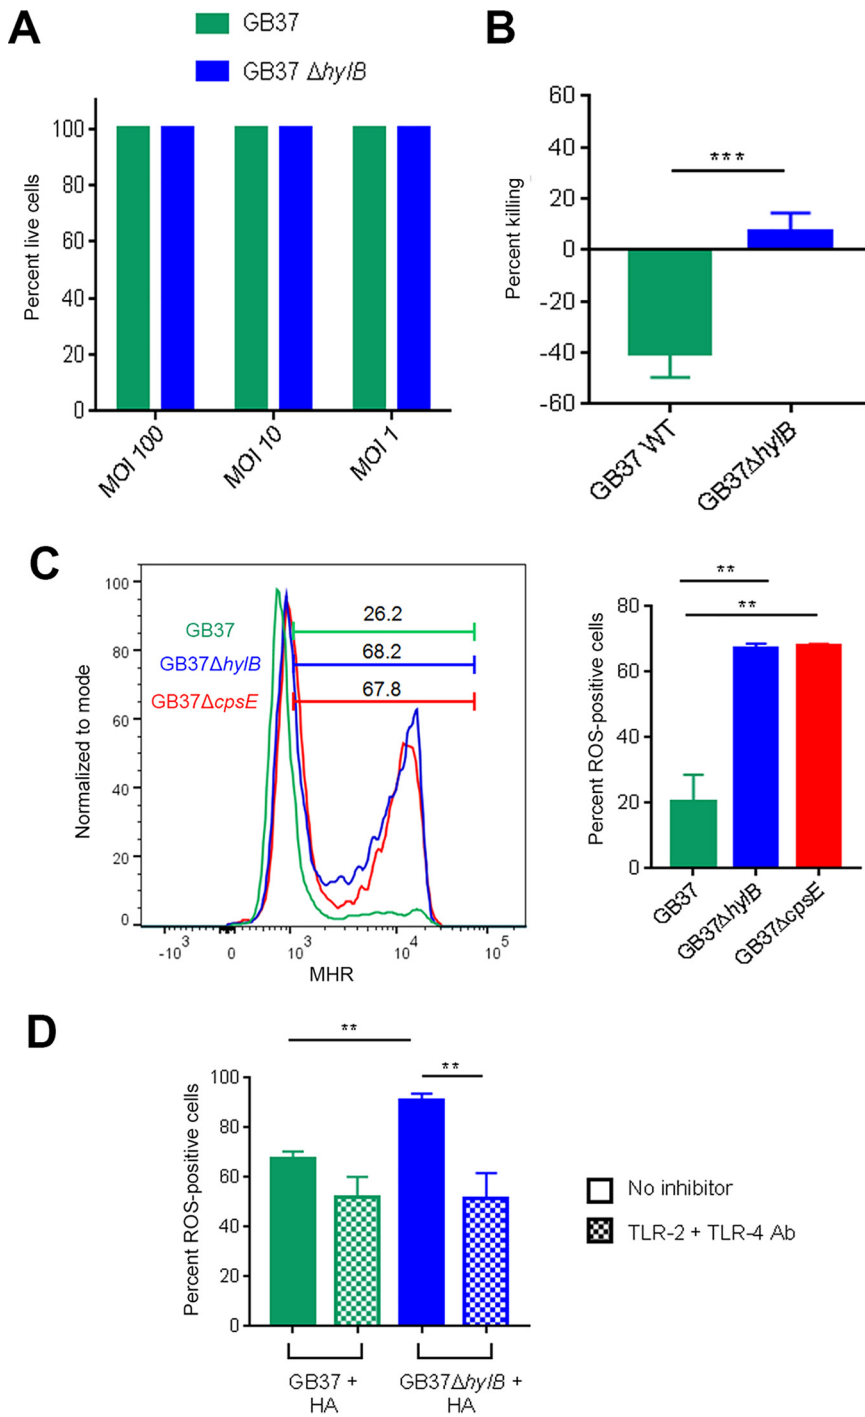 A
GB37
GB37 ΔhylB
Percent live cells
100
80
60
40
20
0
MOI 100
MOI 10
MOI 1
B
Percent killing
60
40
20
0
-20
-40
-60
***
GB37 WT
GB37ΔhylB
C
Normalized to mode
100
80
60
40
20
0
GB37
26.2
GB37ΔhylB
68.2
GB37ΔcpsE
67.8
-10³
0
10³
10⁴
10⁵
MHR
Percent ROS-positive cells
80
60
40
20
0
**
**
GB37
GB37ΔhylB
GB37ΔcpsE
D
Percent ROS-positive cells
100
80
60
40
20
0
**
**
GB37 +
HA
GB37ΔhylB +
HA
No inhibitor
TLR-2 + TLR-4 Ab